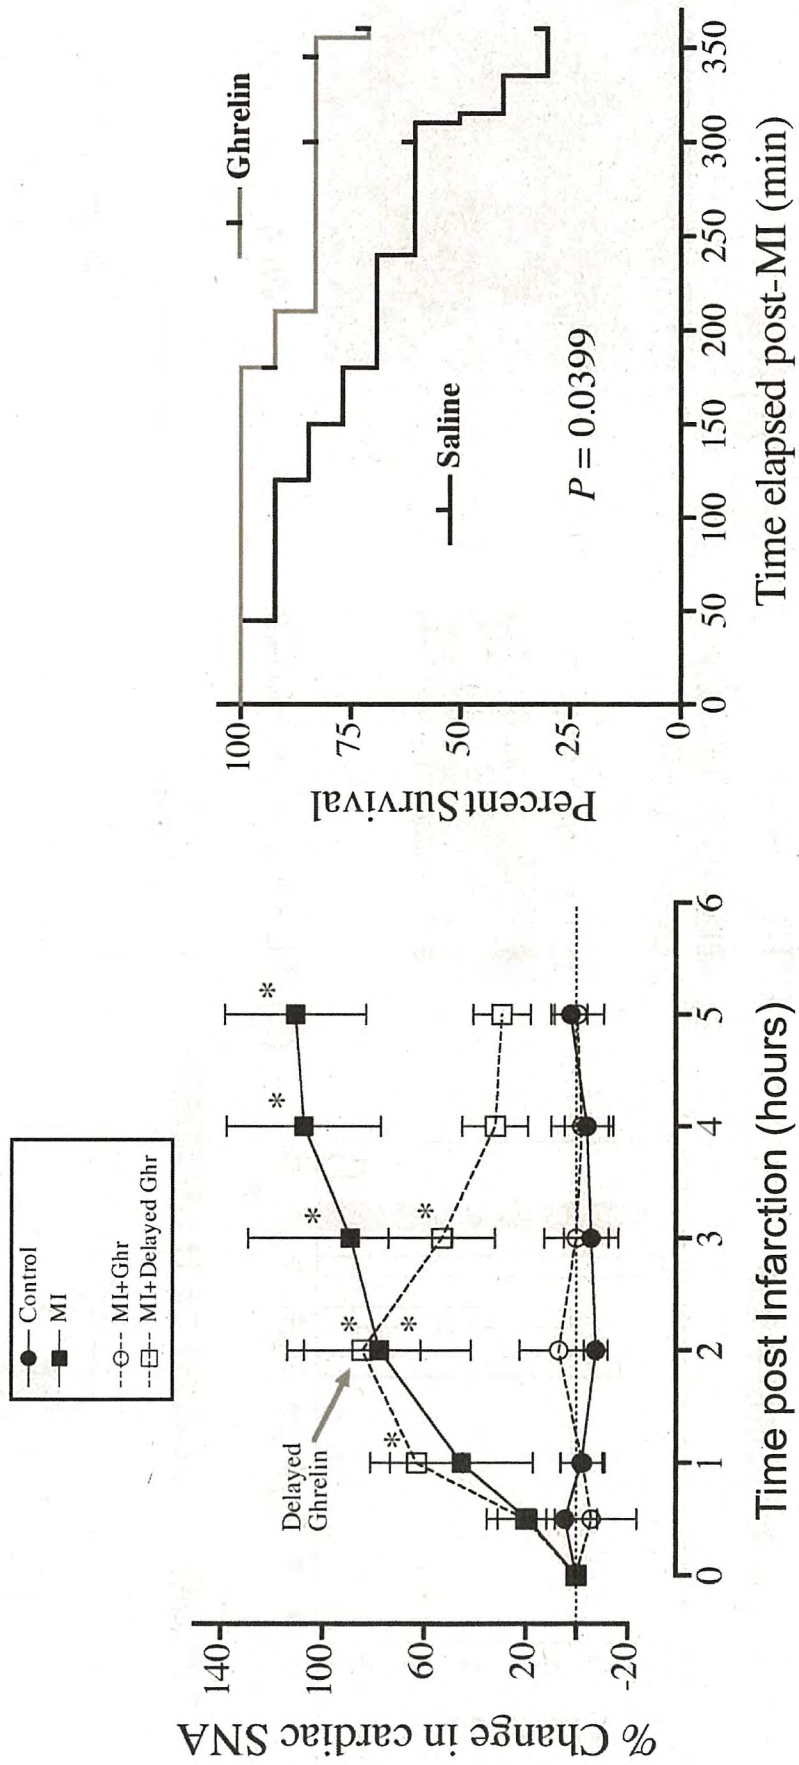 Control
MI
MI+Ghr
MI+Delayed Ghr
% Change in cardiac SNA
140
100
60
20
-20
Delayed
Ghrelin
*
*
*
*
*
*
*
0
1
2
3
4
5
6
Time post Infarction (hours)
Percent Survival
100
75
50
25
0
Ghrelin
Saline
P = 0.0399
0
50
100
150
200
250
300
350
Time elapsed post-MI (min)